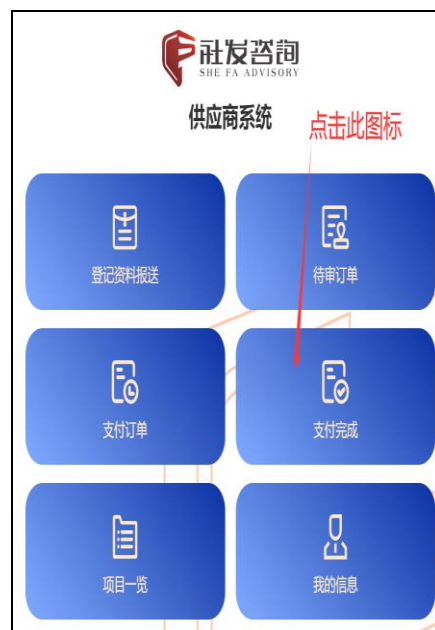 社发咨询
SHE FA ADVISORY
供应商系统
点击此图标
登记资料报送
待审订单
支付订单
支付完成
项目一览
我的信息